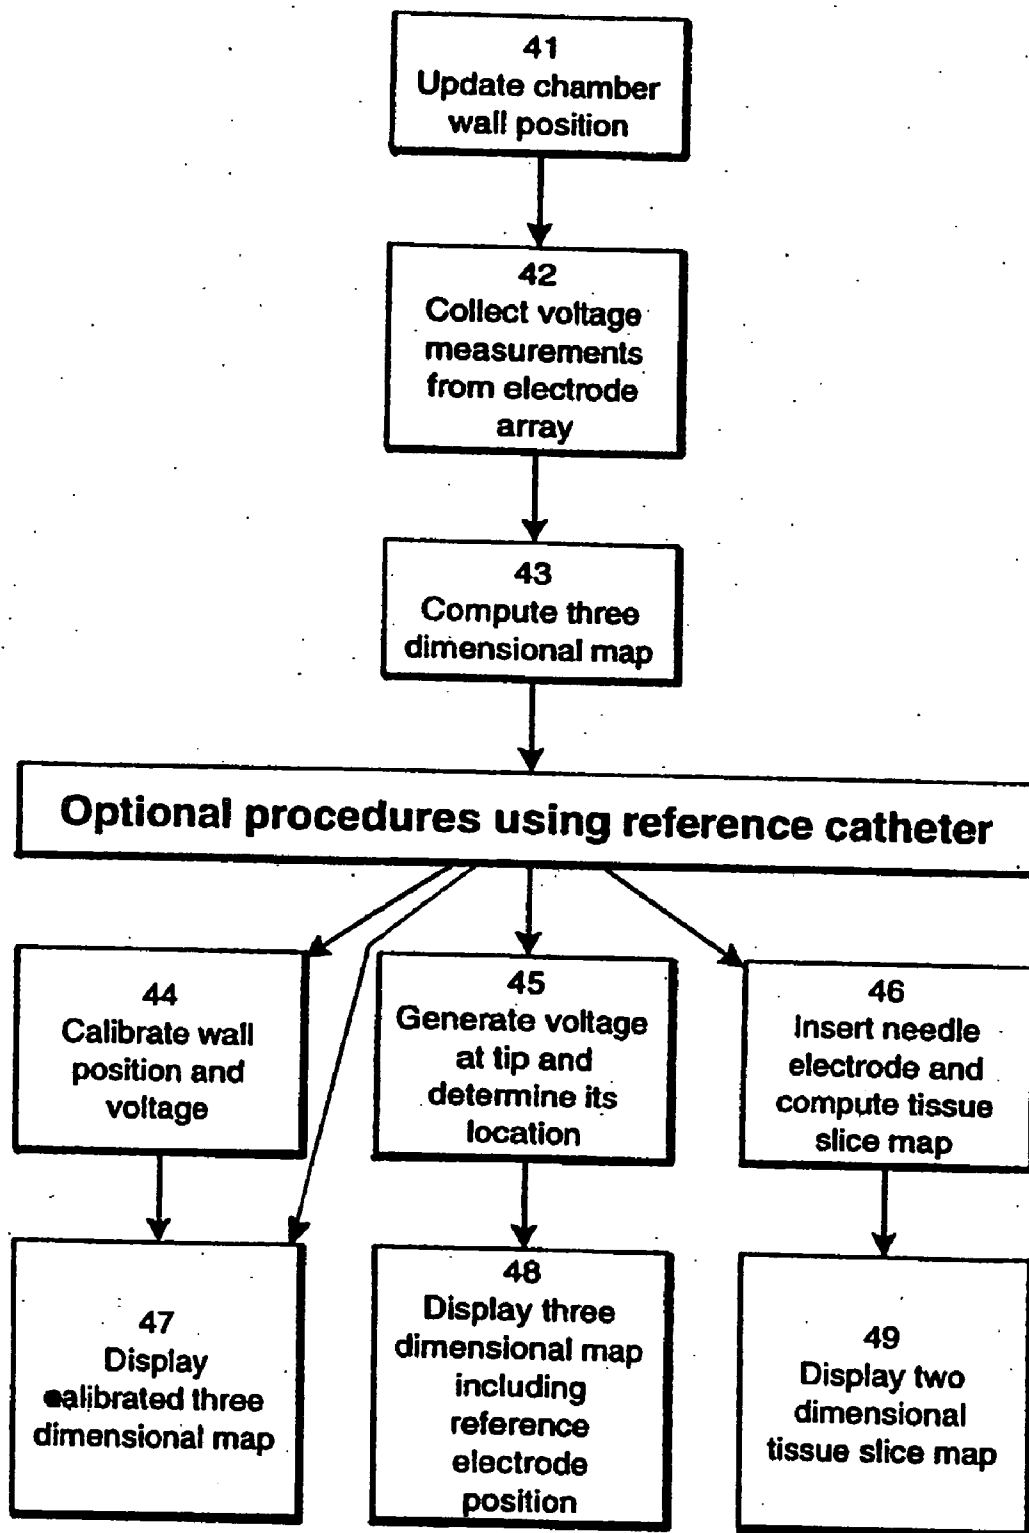 41
Update chamber
wall position
42
Collect voltage
measurements
from electrode
array
43
Compute three
dimensional map
Optional procedures using reference catheter
44
Calibrate wall
position and
voltage
45
Generate voltage
at tip and
determine its
location
46
Insert needle
electrode and
compute tissue
slice map
47
Display
calibrated three
dimensional map
48
Display three
dimensional map
including
reference
electrode
position
49
Display two
dimensional
tissue slice map